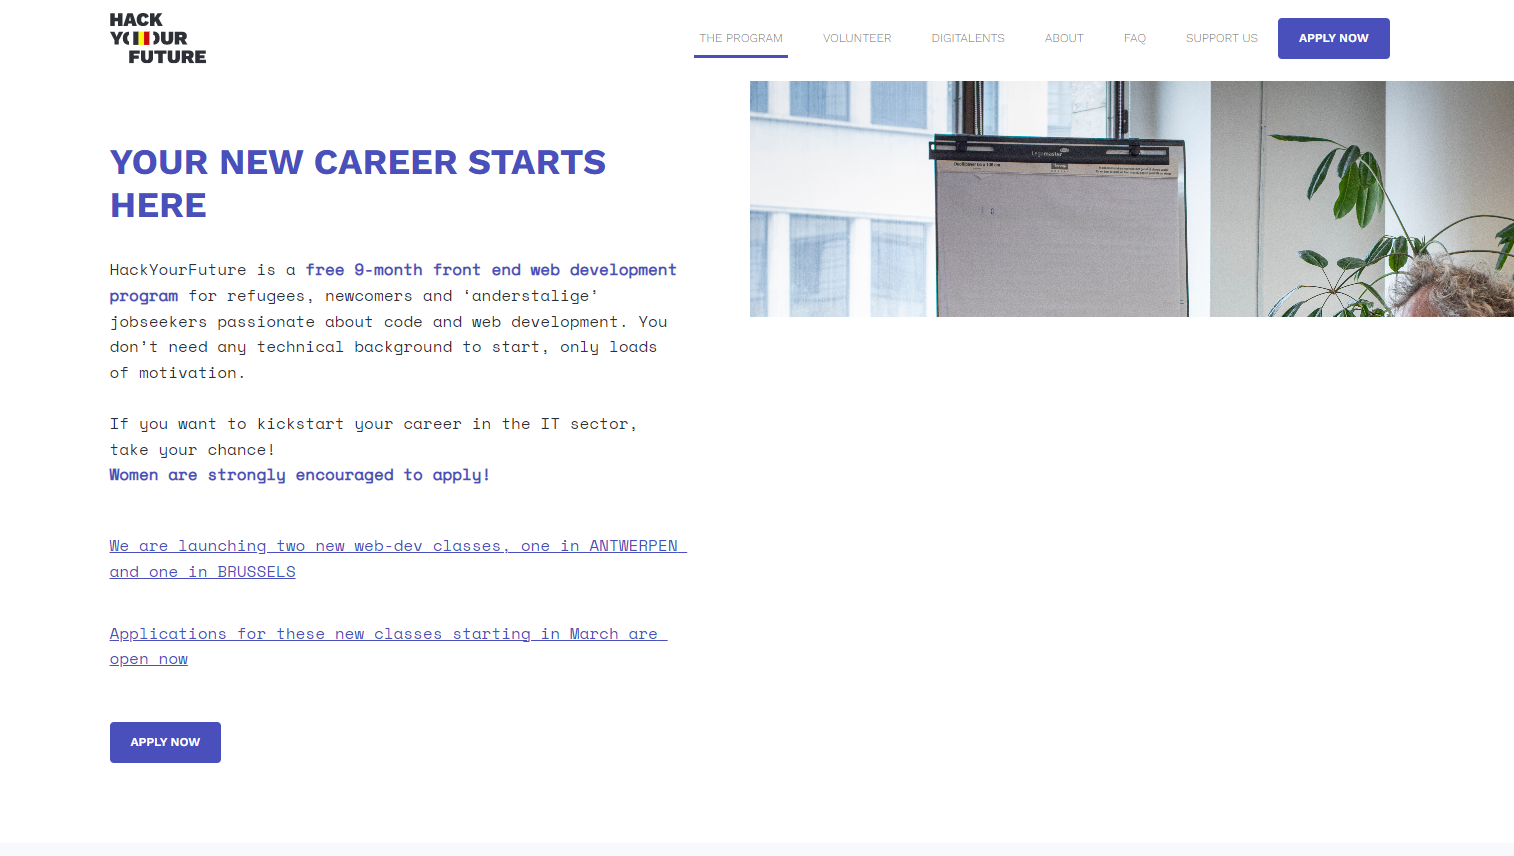 HACK
YOUR
FUTURE
THE PROGRAM
VOLUNTEER
DIGITALENTS
ABOUT
FAQ
SUPPORT US
APPLY NOW
YOUR NEW CAREER STARTS
HERE
HackYourFuture is a free 9-month front end web development
program for refugees, newcomers and ‘anderstalige’
jobseekers passionate about code and web development. You
don’t need any technical background to start, only loads
of motivation.
If you want to kickstart your career in the IT sector,
take your chance!
Women are strongly encouraged to apply!
We are launching two new web-dev classes, one in ANTWERPEN
and one in BRUSSELS
Applications for these new classes starting in March are
open now
APPLY NOW
Legamaster